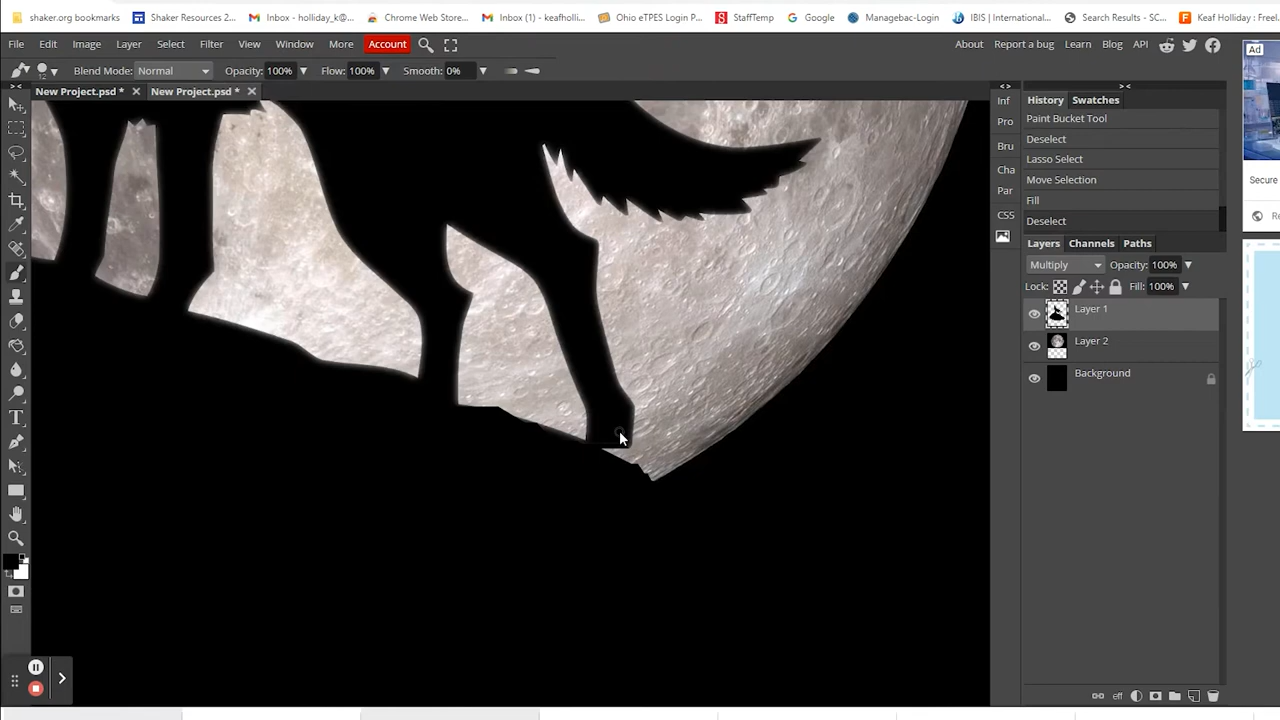 shaker.org bookmarks Shaker Resources 2... Inbox - holliday_k@... Chrome Web Store... Inbox (1) - keafholli... Ohio eTPES Login P... StaffTemp Google Managebac-Login IBIS | International... Search Results - SC... Keaf Holliday : Freel
File Edit Image Layer Select Filter View Window More Account About Report a bug Learn Blog API
12 Blend Mode: Normal Opacity: 100% Flow: 100% Smooth: 0%
New Project.psd * New Project.psd *
Ad
Secure
Re
Inf
Pro
Bru
Cha
Par
CSS
History Swatches
Paint Bucket Tool
Deselect
Lasso Select
Move Selection
Fill
Deselect
Layers Channels Paths
Multiply Opacity: 100%
Lock: Fill: 100%
Layer 1
Layer 2
Background
eff